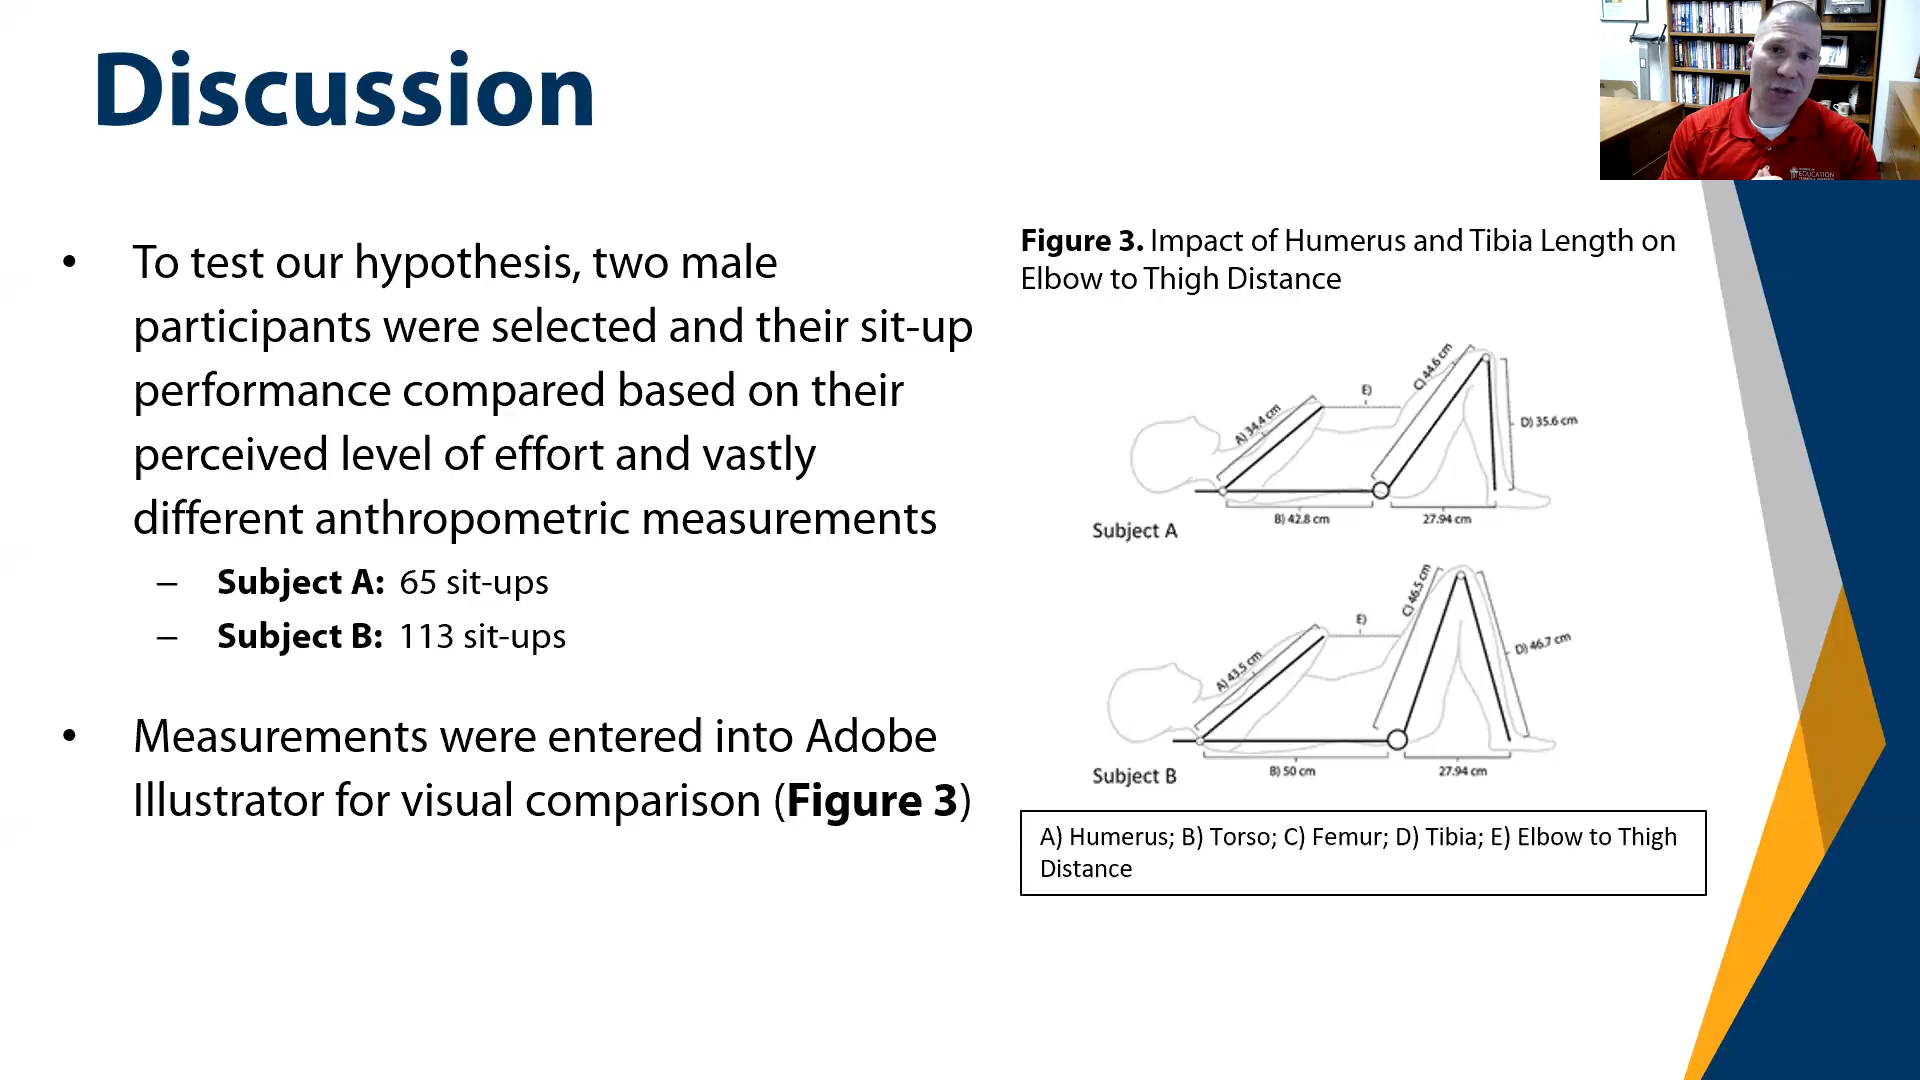 Discussion
• To test our hypothesis, two male
participants were selected and their sit-up
performance compared based on their
perceived level of effort and vastly
different anthropometric measurements
– Subject A: 65 sit-ups
– Subject B: 113 sit-ups
• Measurements were entered into Adobe
Illustrator for visual comparison (Figure 3)
EDUCATION
Figure 3. Impact of Humerus and Tibia Length on
Elbow to Thigh Distance
A) 34.4 cm
E)
C) 44.6 cm
D) 35.6 cm
B) 42.8 cm
27.94 cm
Subject A
A) 43.5 cm
E)
C) 46.5 cm
D) 46.7 cm
B) 50 cm
27.94 cm
Subject B
A) Humerus; B) Torso; C) Femur; D) Tibia; E) Elbow to Thigh
Distance